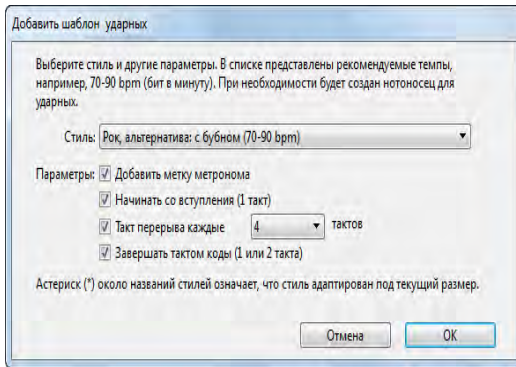 Добавить шаблон ударных
Выберите стиль и другие параметры. В списке представлены рекомендуемые темпы,
например, 70-90 bpm (бит в минуту). При необходимости будет создан нотоносец для
ударных.
Стиль: Рок, альтернатива: с бубном (70-90 bpm)
Параметры: Добавить метку метронома
Начинать со вступления (1 такт)
Такт перерыва каждые 4 тактов
Завершать тактом коды (1 или 2 такта)
Астериск (*) около названий стилей означает, что стиль адаптирован под текущий размер.
Отмена OK